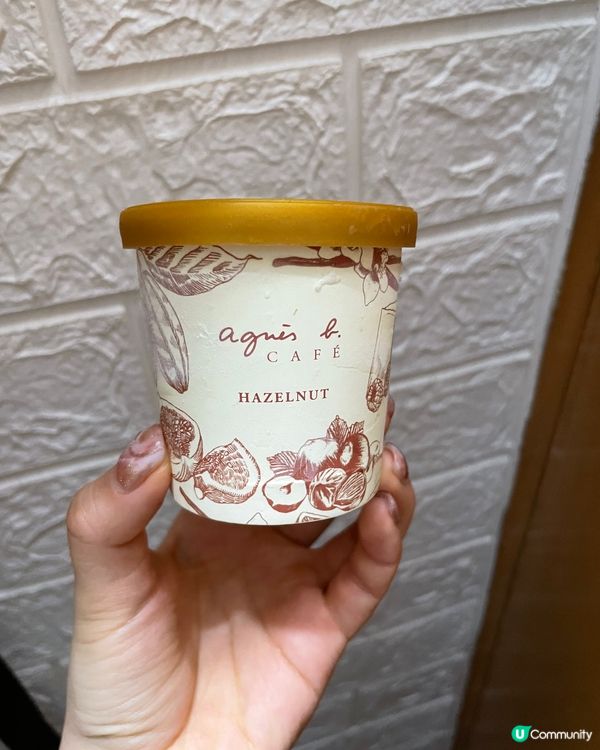 agnès b.
CAFÉ
HAZELNUT
U Community